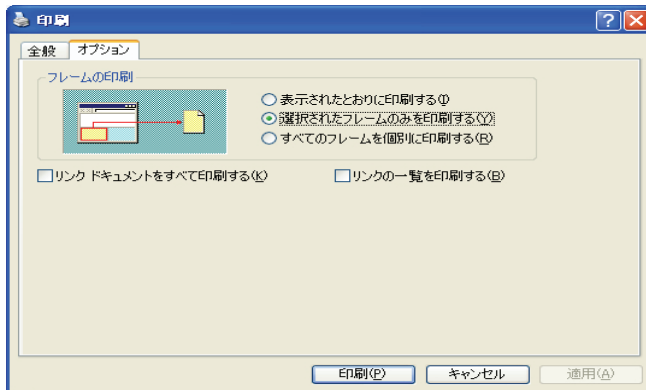 印刷
全般 オプション
フレームの印刷
表示されたとおりに印刷する(I)
選択されたフレームのみを印刷する(Y)
すべてのフレームを個別に印刷する(R)
リンク ドキュメントをすべて印刷する(K) リンクの一覧を印刷する(B)
印刷(P) キャンセル 適用(A)